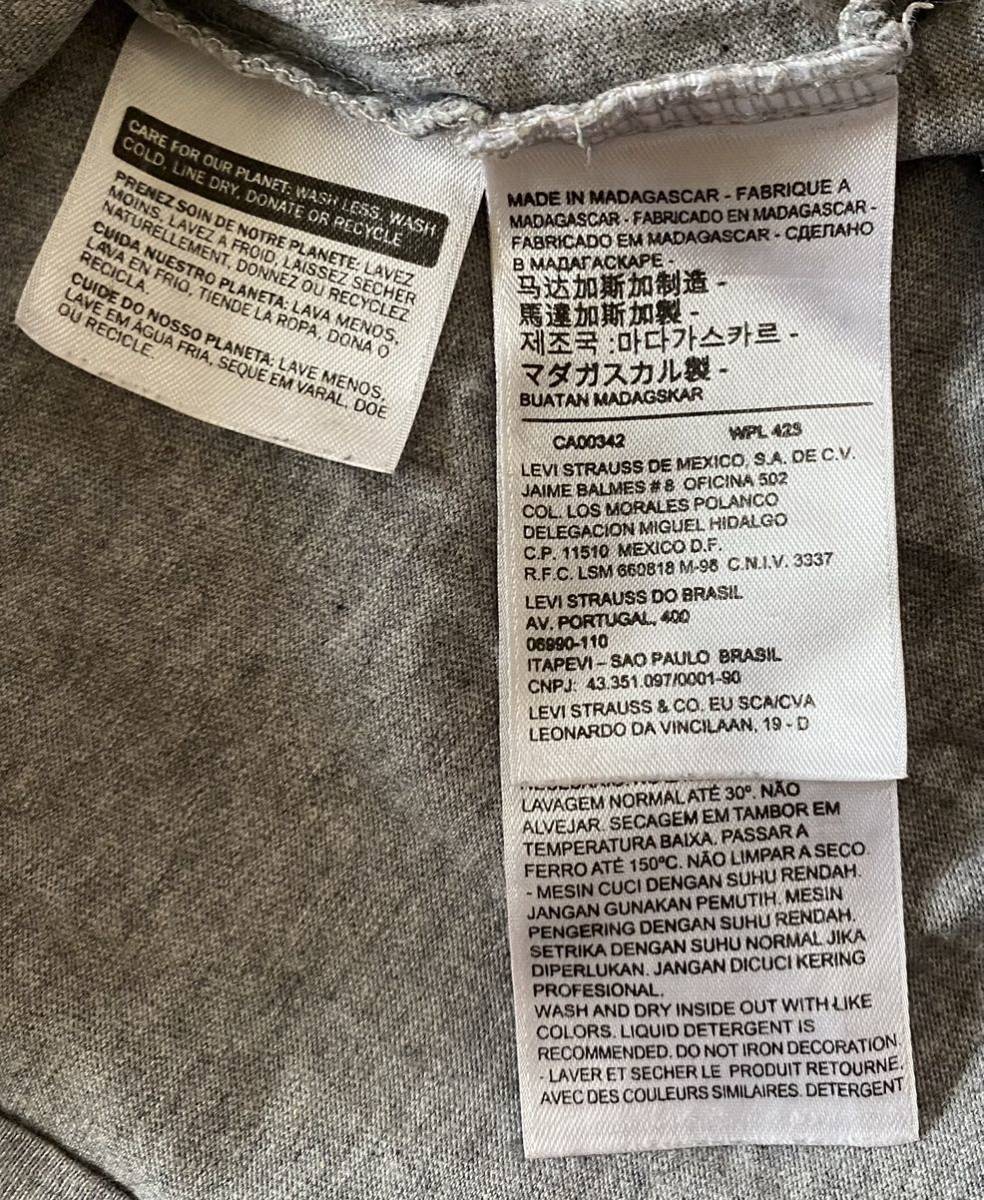 CARE FOR OUR PLANET: WASH LESS, WASH
COLD, LINE DRY, DONATE OR RECYCLE
PRENEZ SOIN DE NOTRE PLANETE: LAVEZ
MOINS, LAVEZ À FROID, LAISSEZ SECHER
NATURELLEMENT, DONNEZ OU RECYCLEZ
CUIDA NUESTRO PLANETA: LAVA MENOS,
LAVA EN FRIO, TIENDE LA ROPA, DONA O
RECICLA.
CUIDE DO NOSSO PLANETA: LAVE MENOS,
LAVE EM ÁGUA FRIA, SEQUE EM VARAL, DOE
OU RECICLE.
MADE IN MADAGASCAR - FABRIQUE A
MADAGASCAR - FABRICADO EN MADAGASCAR -
FABRICADO EM MADAGASCAR - СДЕЛАНО
В МАДАГАСКАРЕ -
马达加斯加制造 -
馬達加斯加製 -
제조국 :마다가스카르 -
マダガスカル製 -
BUATAN MADAGSKAR
CA00342 WPL 423
LEVI STRAUSS DE MEXICO, S.A. DE C.V.
JAIME BALMES # 8 OFICINA 502
COL. LOS MORALES POLANCO
DELEGACION MIGUEL HIDALGO
C.P. 11510 MEXICO D.F.
R.F.C. LSM 660818 M-96 C.N.I.V. 3337
LEVI STRAUSS DO BRASIL
AV. PORTUGAL, 400
06990-110
ITAPEVI – SAO PAULO BRASIL
CNPJ: 43.351.097/0001-90
LEVI STRAUSS & CO. EU SCA/CVA
LEONARDO DA VINCILAAN, 19 - D
LAVAGEM NORMAL ATÉ 30º. NÃO
ALVEJAR. SECAGEM EM TAMBOR EM
TEMPERATURA BAIXA. PASSAR A
FERRO ATÉ 150ºC. NÃO LIMPAR A SECO.
- MESIN CUCI DENGAN SUHU RENDAH.
JANGAN GUNAKAN PEMUTIH. MESIN
PENGERING DENGAN SUHU RENDAH.
SETRIKA DENGAN SUHU NORMAL JIKA
DIPERLUKAN. JANGAN DICUCI KERING
PROFESIONAL.
WASH AND DRY INSIDE OUT WITH LIKE
COLORS. LIQUID DETERGENT IS
RECOMMENDED. DO NOT IRON DECORATION
- LAVER ET SECHER LE PRODUIT RETOURNE,
AVEC DES COULEURS SIMILAIRES. DETERGENT